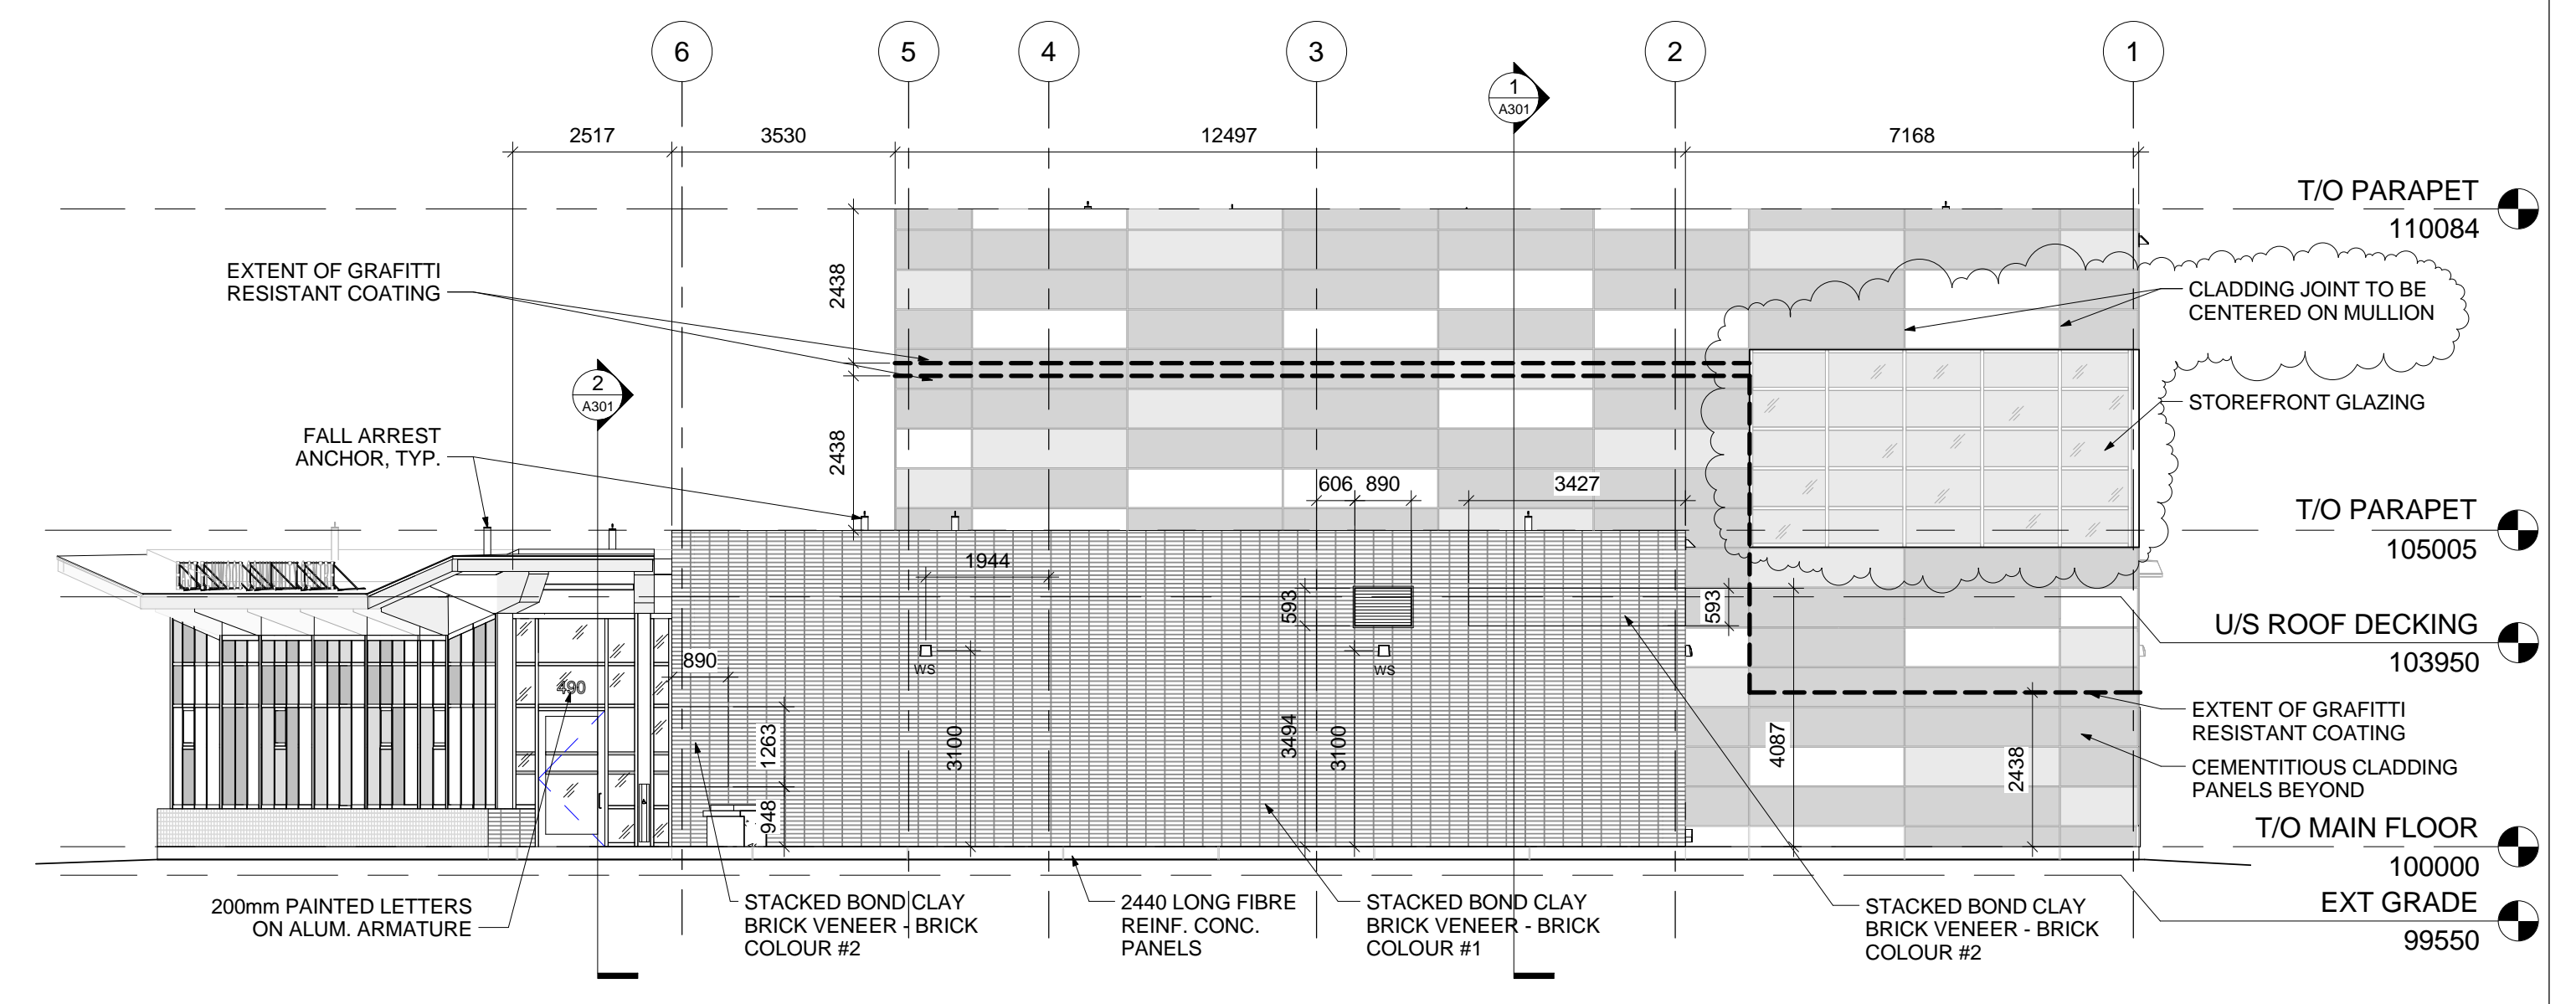 6
5
4
3
2
1
1
A301
2517
3530
12497
7168
T/O PARAPET
110084
EXTENT OF GRAFITTI
RESISTANT COATING
2438
CLADDING JOINT TO BE
CENTERED ON MULLION
2
A301
STOREFRONT GLAZING
FALL ARREST
ANCHOR, TYP.
2438
606
890
3427
T/O PARAPET
105005
1944
593
593
U/S ROOF DECKING
103950
890
WS
WS
490
EXTENT OF GRAFITTI
RESISTANT COATING
1263
3100
3494
3100
4087
2438
CEMENTITIOUS CLADDING
PANELS BEYOND
948
T/O MAIN FLOOR
100000
200mm PAINTED LETTERS
ON ALUM. ARMATURE
STACKED BOND CLAY
BRICK VENEER - BRICK
COLOUR #2
2440 LONG FIBRE
REINF. CONC.
PANELS
STACKED BOND CLAY
BRICK VENEER - BRICK
COLOUR #1
STACKED BOND CLAY
BRICK VENEER - BRICK
COLOUR #2
EXT GRADE
99550